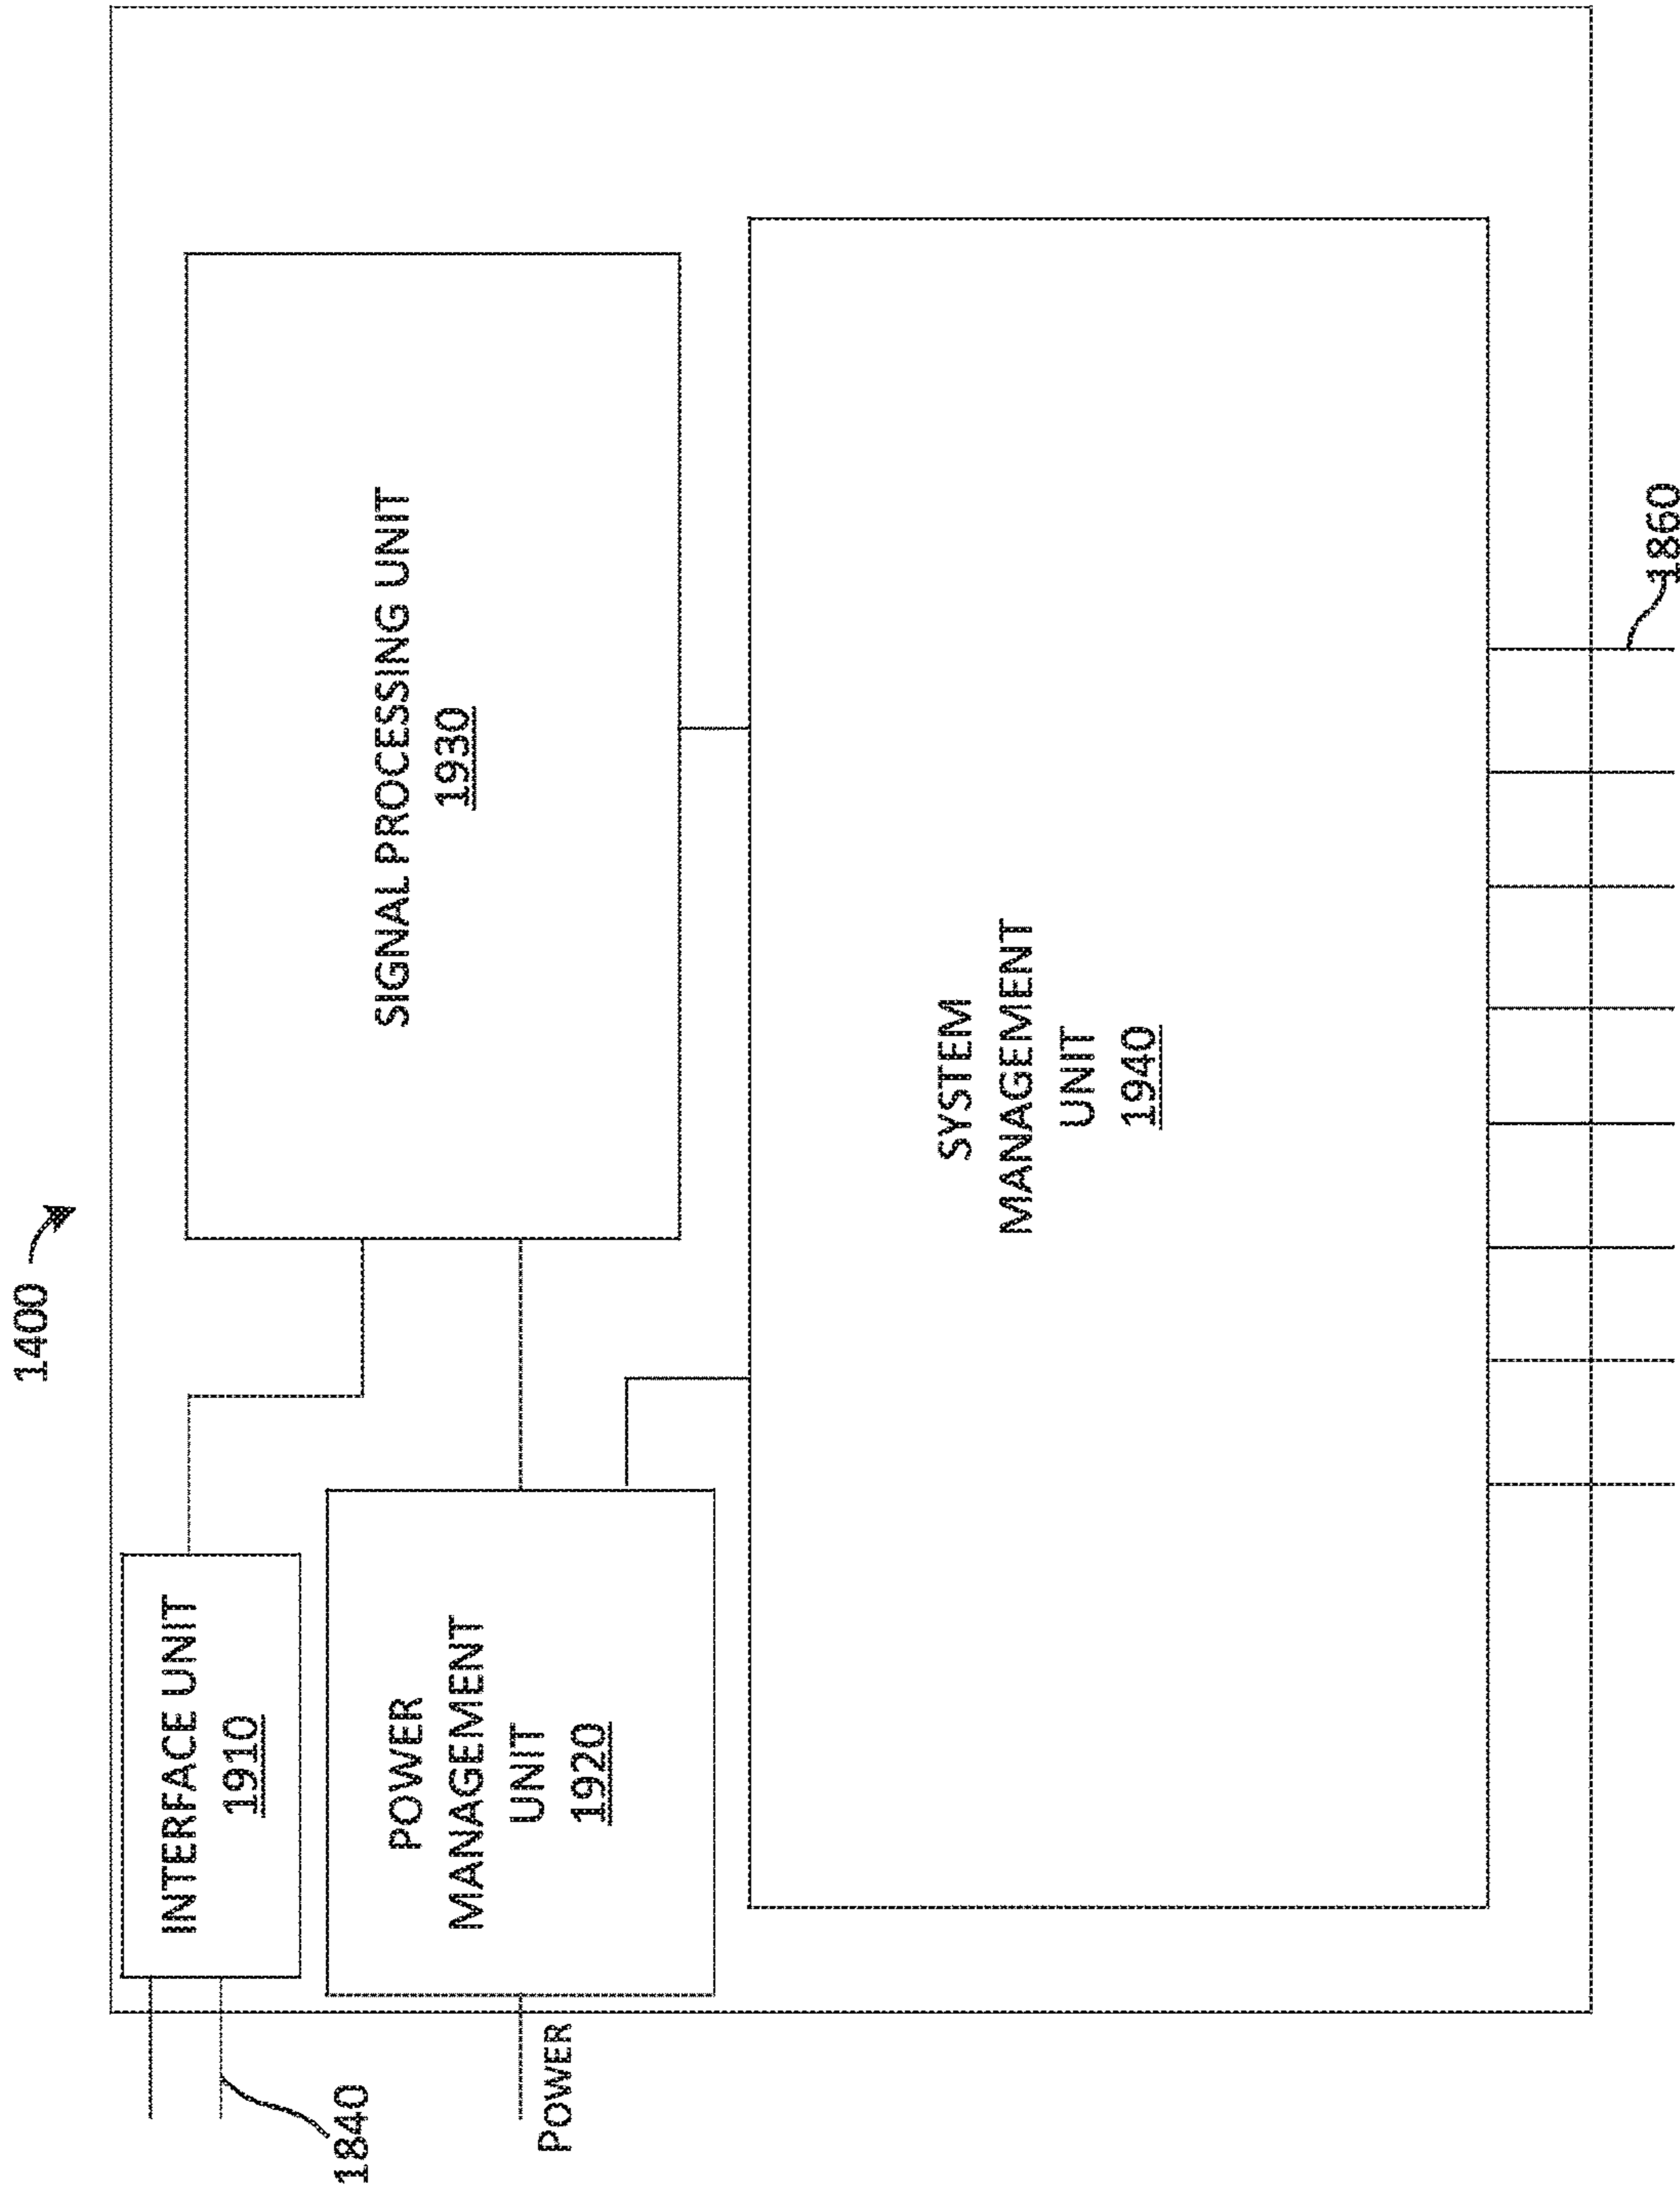 1400
INTERFACE UNIT
1910
1840
POWER
MANAGEMENT
UNIT
1920
POWER
SIGNAL PROCESSING UNIT
1930
SYSTEM
MANAGEMENT
UNIT
1940
1860